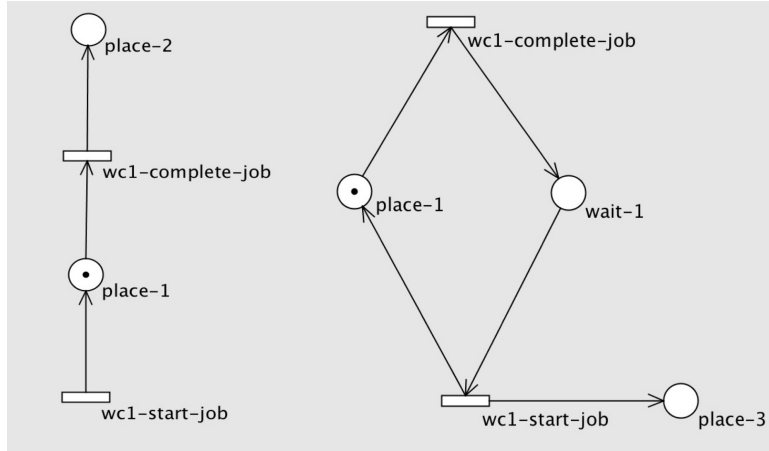 place-2
wc1-complete-job
place-1
wc1-start-job
wc1-complete-job
place-1
wait-1
wc1-start-job
place-3